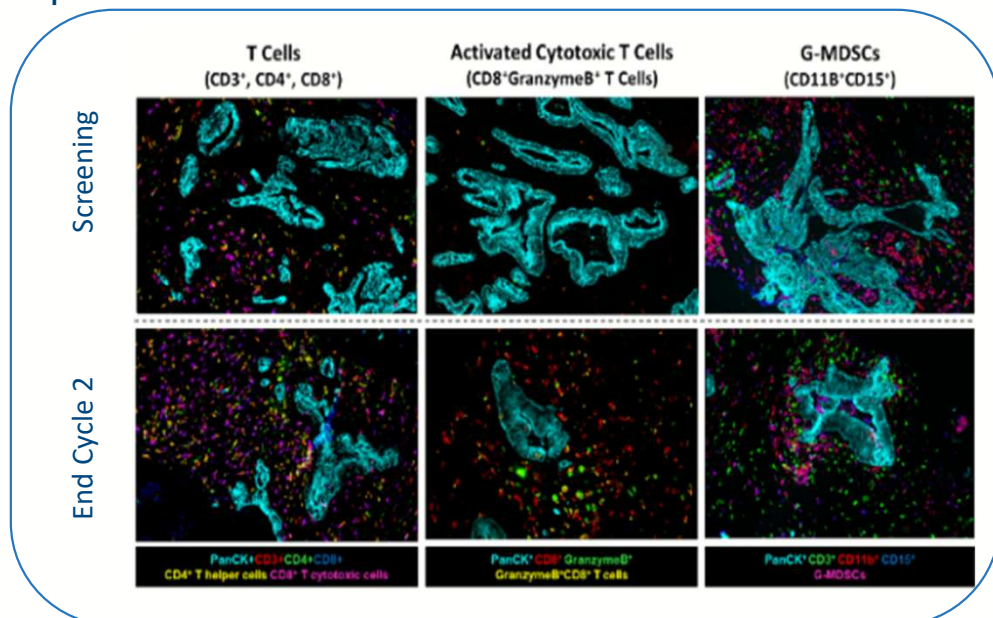 T Cells
(CD3⁺, CD4⁺, CD8⁺)
Activated Cytotoxic T Cells
(CD8⁺GranzymeB⁺ T Cells)
G-MDSCs
(CD11B⁺CD15⁺)
Screening
End Cycle 2
PanCK+CD3+CD4+CD8+
CD4⁺ T helper cells CD8⁺ T cytotoxic cells
PanCK⁺ CD8⁺ GranzymeB⁺
GranzymeB⁺CD8⁺ T cells
PanCK⁺ CD3⁺ CD11b⁺ CD15⁺
G-MDSCs